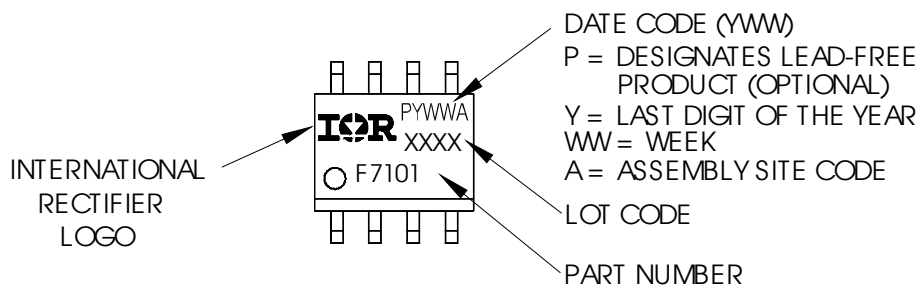 DATE CODE (YWW)
P = DESIGNATES LEAD-FREE
PRODUCT (OPTIONAL)
Y = LAST DIGIT OF THE YEAR
WW = WEEK
A = ASSEMBLY SITE CODE
LOT CODE
PART NUMBER
INTERNATIONAL
RECTIFIER
LOGO
IOR
PYWWA
XXXX
F7101